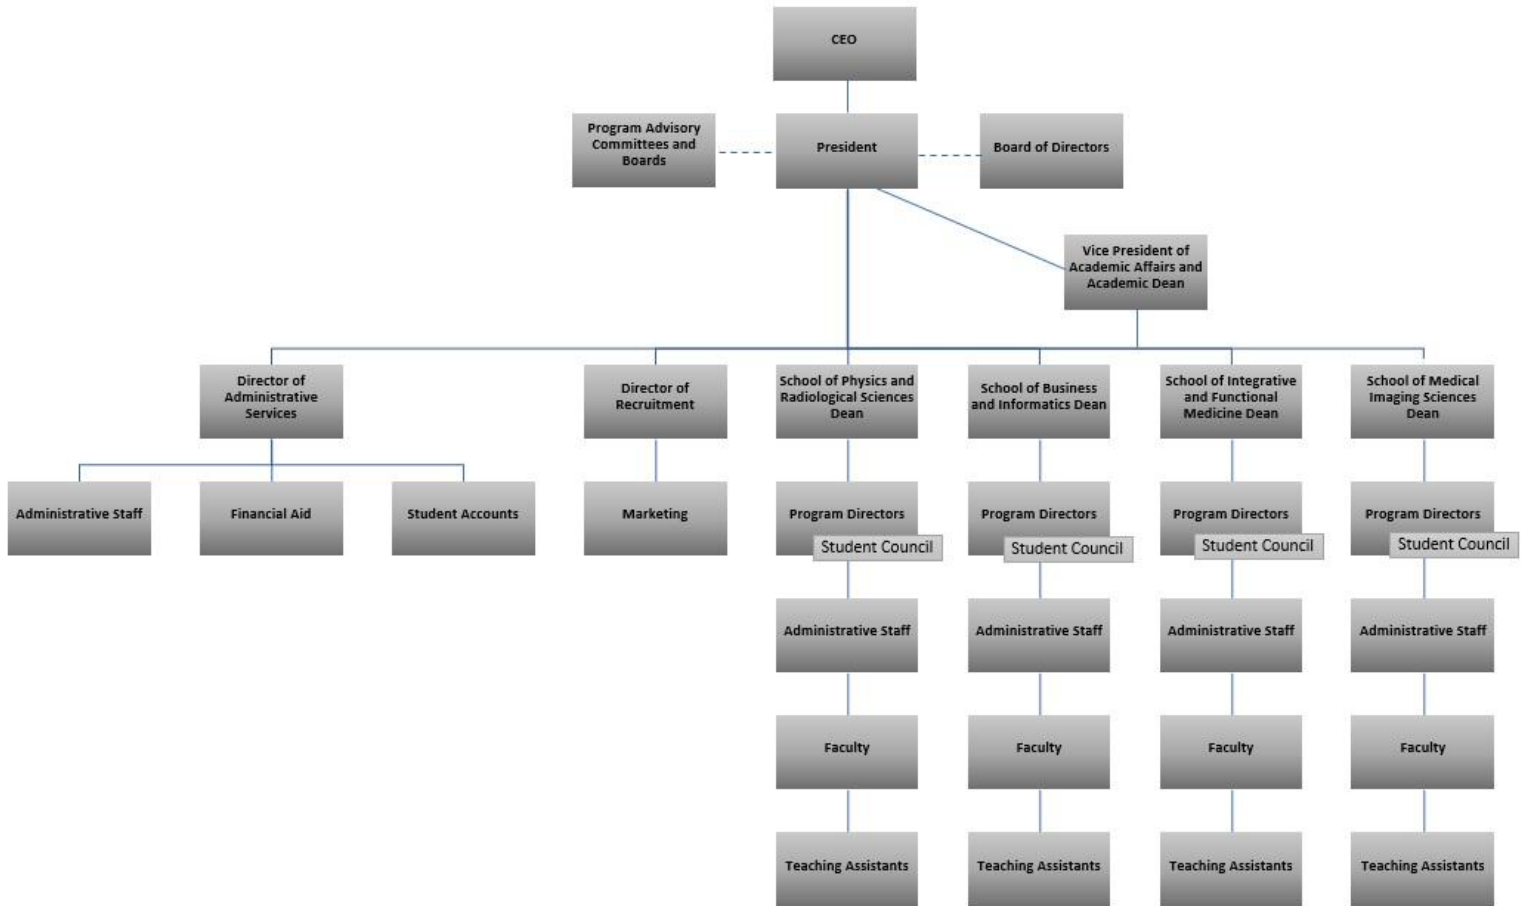 CEO
Program Advisory
Committees and
Boards
President
Board of Directors
Vice President of
Academic Affairs and
Academic Dean
Director of
Administrative
Services
Director of
Recruitment
School of Physics and
Radiological Sciences
Dean
School of Business
and Informatics Dean
School of Integrative
and Functional
Medicine Dean
School of Medical
Imaging Sciences
Dean
Administrative Staff
Financial Aid
Student Accounts
Marketing
Program Directors
Program Directors
Program Directors
Program Directors
Student Council
Student Council
Student Council
Student Council
Administrative Staff
Administrative Staff
Administrative Staff
Administrative Staff
Faculty
Faculty
Faculty
Faculty
Teaching Assistants
Teaching Assistants
Teaching Assistants
Teaching Assistants